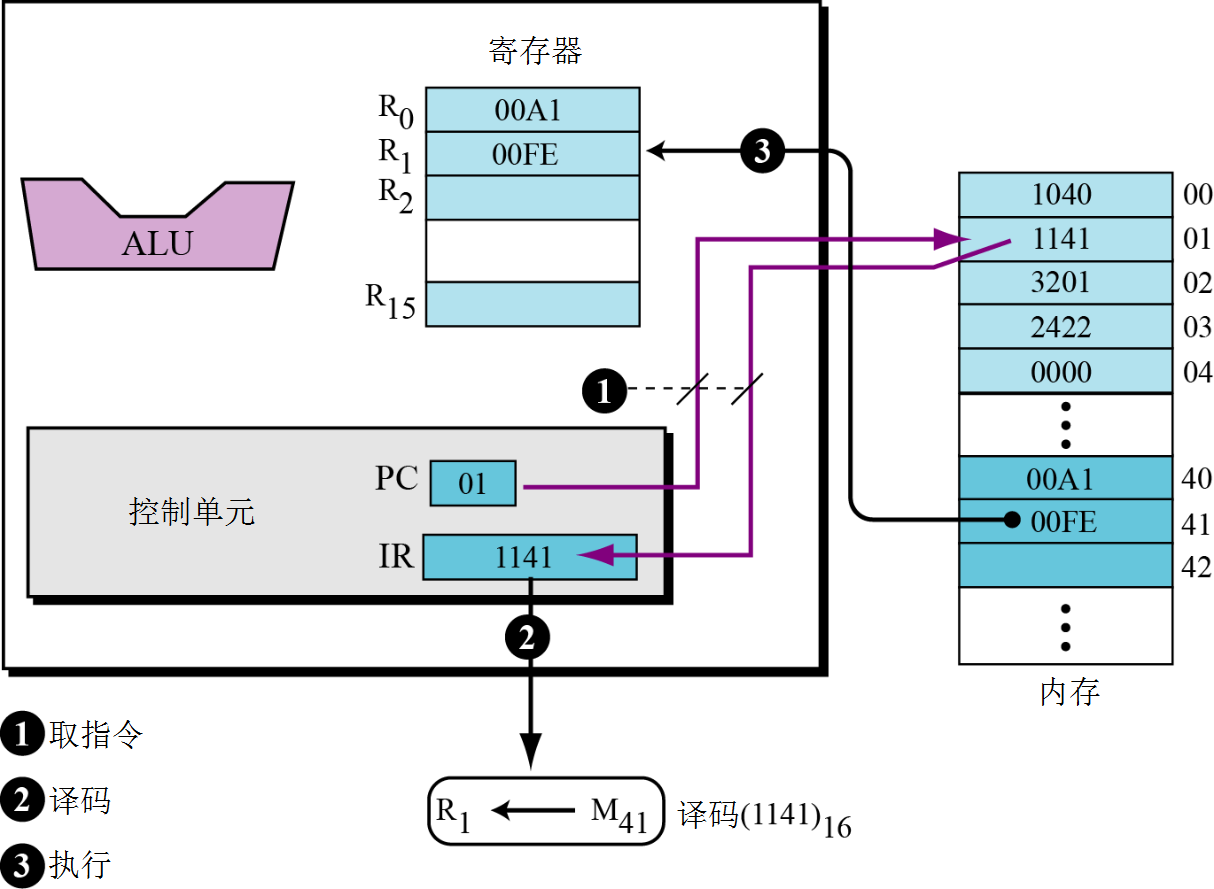 寄存器
R0 00A1
R1 00FE
R2
R15
ALU
3
1040 00
1141 01
3201 02
2422 03
0000 04
00A1 40
00FE 41
42
内存
1
控制单元
PC 01
IR 1141
2
1 取指令
2 译码
3 执行
R1 ← M41 译码(1141)16